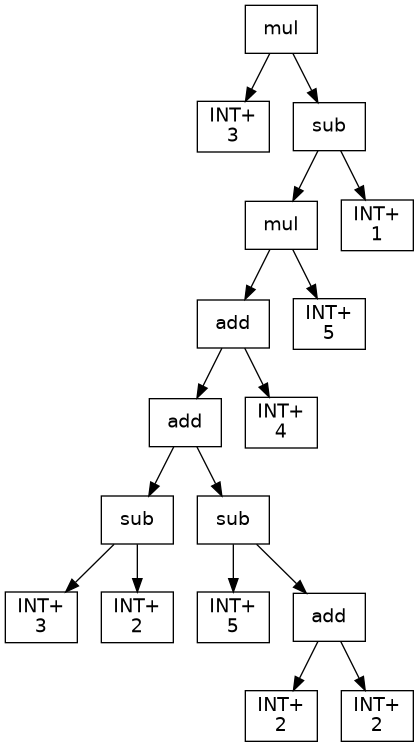 mul
INT+
3
sub
mul
INT+
1
add
INT+
5
add
INT+
4
sub
sub
INT+
3
INT+
2
INT+
5
add
INT+
2
INT+
2